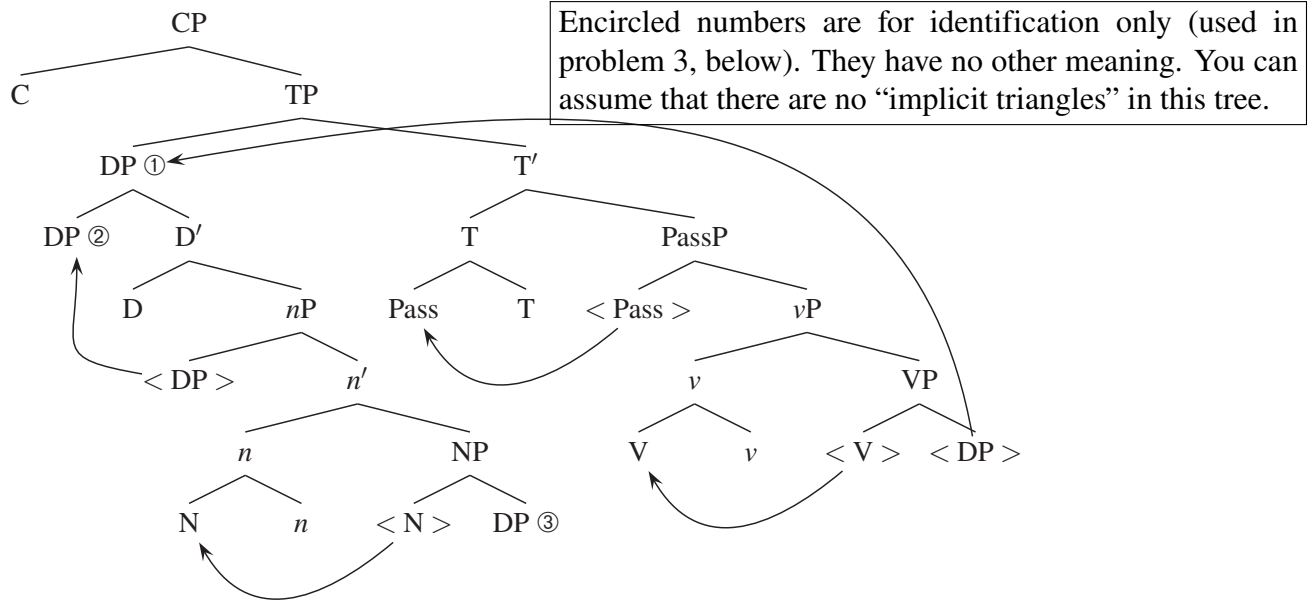 CP
Encircled numbers are for identification only (used in
problem 3, below). They have no other meaning. You can
assume that there are no “implicit triangles” in this tree.
C TP
DP ① T′
DP ② D′ T PassP
D nP Pass T < Pass > vP
< DP > n′ v VP
n NP V v < V > < DP >
N n < N > DP ③